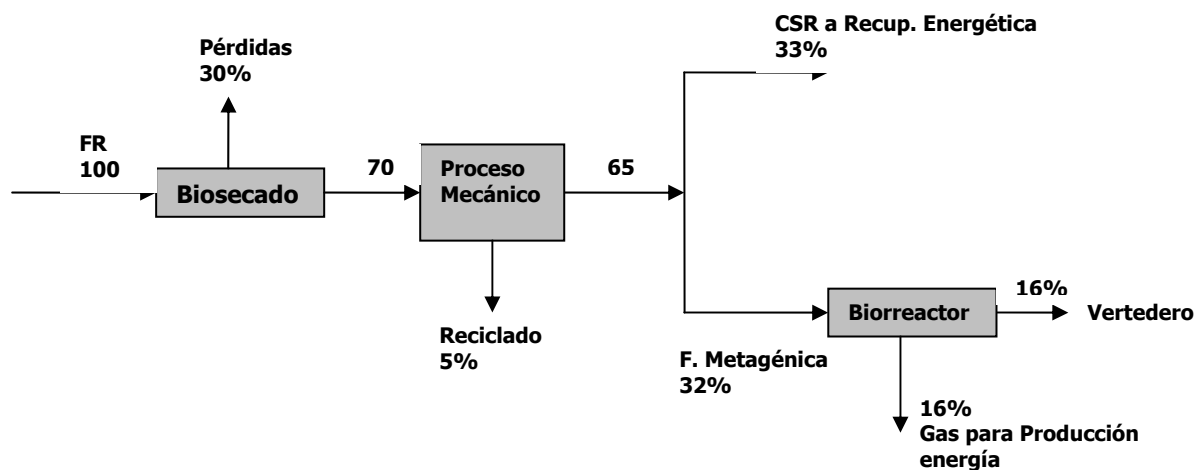 CSR a Recup. Energética
33%
Pérdidas
30%
FR
100
Biosecado
70
Proceso
Mecánico
65
Reciclado
5%
F. Metagénica
32%
Biorreactor
16%
Vertedero
16%
Gas para Producción
energía